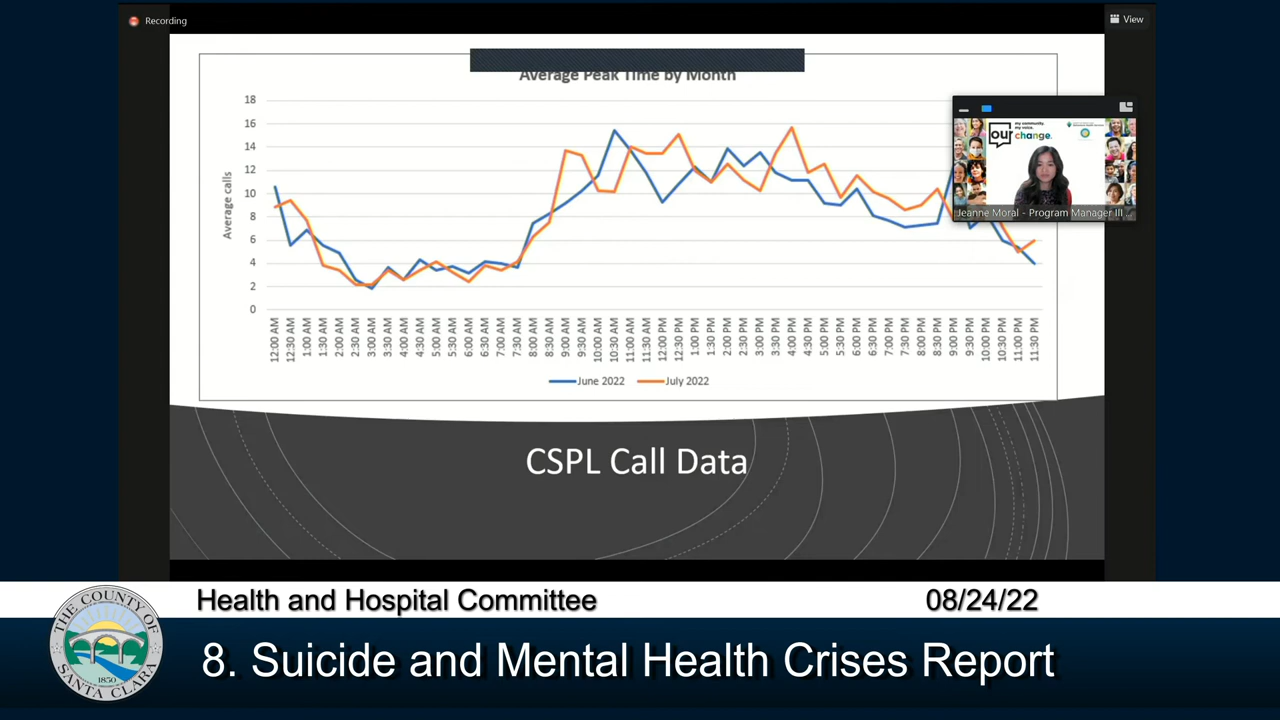 Recording
View
Average Peak Time by Month
18
16
14
12
10
8
6
4
2
0
Average calls
12:00 AM
12:30 AM
1:00 AM
1:30 AM
2:00 AM
2:30 AM
3:00 AM
3:30 AM
4:00 AM
4:30 AM
5:00 AM
5:30 AM
6:00 AM
6:30 AM
7:00 AM
7:30 AM
8:00 AM
8:30 AM
9:00 AM
9:30 AM
10:00 AM
10:30 AM
11:00 AM
11:30 AM
12:00 PM
12:30 PM
1:00 PM
1:30 PM
2:00 PM
2:30 PM
3:00 PM
3:30 PM
4:00 PM
4:30 PM
5:00 PM
5:30 PM
6:00 PM
6:30 PM
7:00 PM
7:30 PM
8:00 PM
8:30 PM
9:00 PM
9:30 PM
10:00 PM
10:30 PM
11:00 PM
11:30 PM
June 2022 July 2022
our
my community.
my voice.
change.
Jeanne Moral - Program Manager III ...
CSPL Call Data
Health and Hospital Committee 08/24/22
8. Suicide and Mental Health Crises Report
THE COUNTY OF
SANTA CLARA
1850